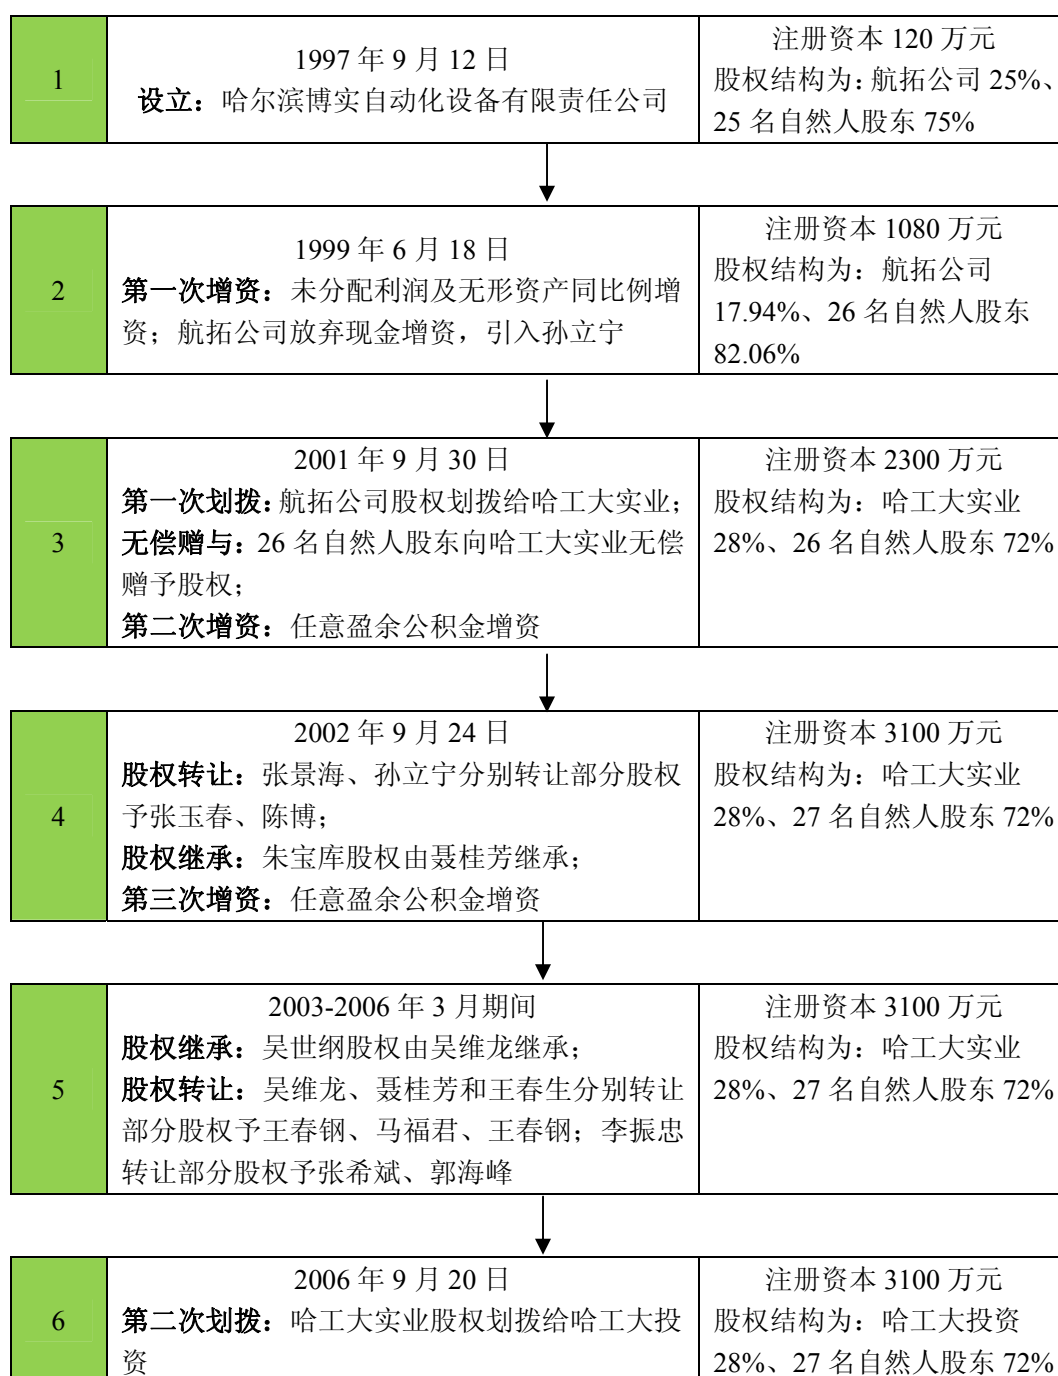 1
1997 年 9 月 12 日
设立：哈尔滨博实自动化设备有限责任公司
注册资本 120 万元
股权结构为：航拓公司 25%、
25 名自然人股东 75%
2
1999 年 6 月 18 日
第一次增资：未分配利润及无形资产同比例增
资；航拓公司放弃现金增资，引入孙立宁
注册资本 1080 万元
股权结构为：航拓公司
17.94%、26 名自然人股东
82.06%
3
2001 年 9 月 30 日
第一次划拨：航拓公司股权划拨给哈工大实业；
无偿赠与：26 名自然人股东向哈工大实业无偿
赠予股权；
第二次增资：任意盈余公积金增资
注册资本 2300 万元
股权结构为：哈工大实业
28%、26 名自然人股东 72%
4
2002 年 9 月 24 日
股权转让：张景海、孙立宁分别转让部分股权
予张玉春、陈博；
股权继承：朱宝库股权由聂桂芳继承；
第三次增资：任意盈余公积金增资
注册资本 3100 万元
股权结构为：哈工大实业
28%、27 名自然人股东 72%
5
2003-2006 年 3 月期间
股权继承：吴世纲股权由吴维龙继承；
股权转让：吴维龙、聂桂芳和王春生分别转让
部分股权予王春钢、马福君、王春钢；李振忠
转让部分股权予张希斌、郭海峰
注册资本 3100 万元
股权结构为：哈工大实业
28%、27 名自然人股东 72%
6
2006 年 9 月 20 日
第二次划拨：哈工大实业股权划拨给哈工大投
资
注册资本 3100 万元
股权结构为：哈工大投资
28%、27 名自然人股东 72%